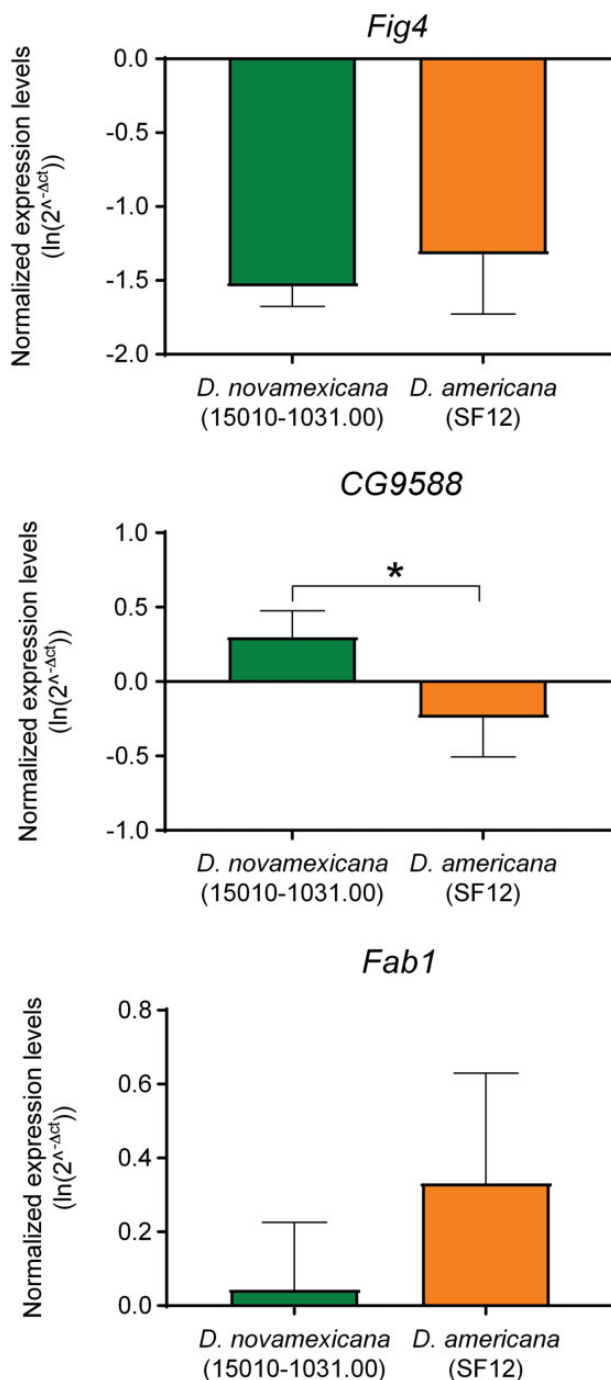 Fig4
Normalized expression levels
(ln(2^-Δct))
0.0
-0.5
-1.0
-1.5
-2.0
D. novamexicana
(15010-1031.00)
D. americana
(SF12)
CG9588
Normalized expression levels
(ln(2^-Δct))
1.0
0.5
0.0
-0.5
-1.0
*
D. novamexicana
(15010-1031.00)
D. americana
(SF12)
Fab1
Normalized expression levels
(ln(2^-Δct))
0.8
0.6
0.4
0.2
0.0
D. novamexicana
(15010-1031.00)
D. americana
(SF12)